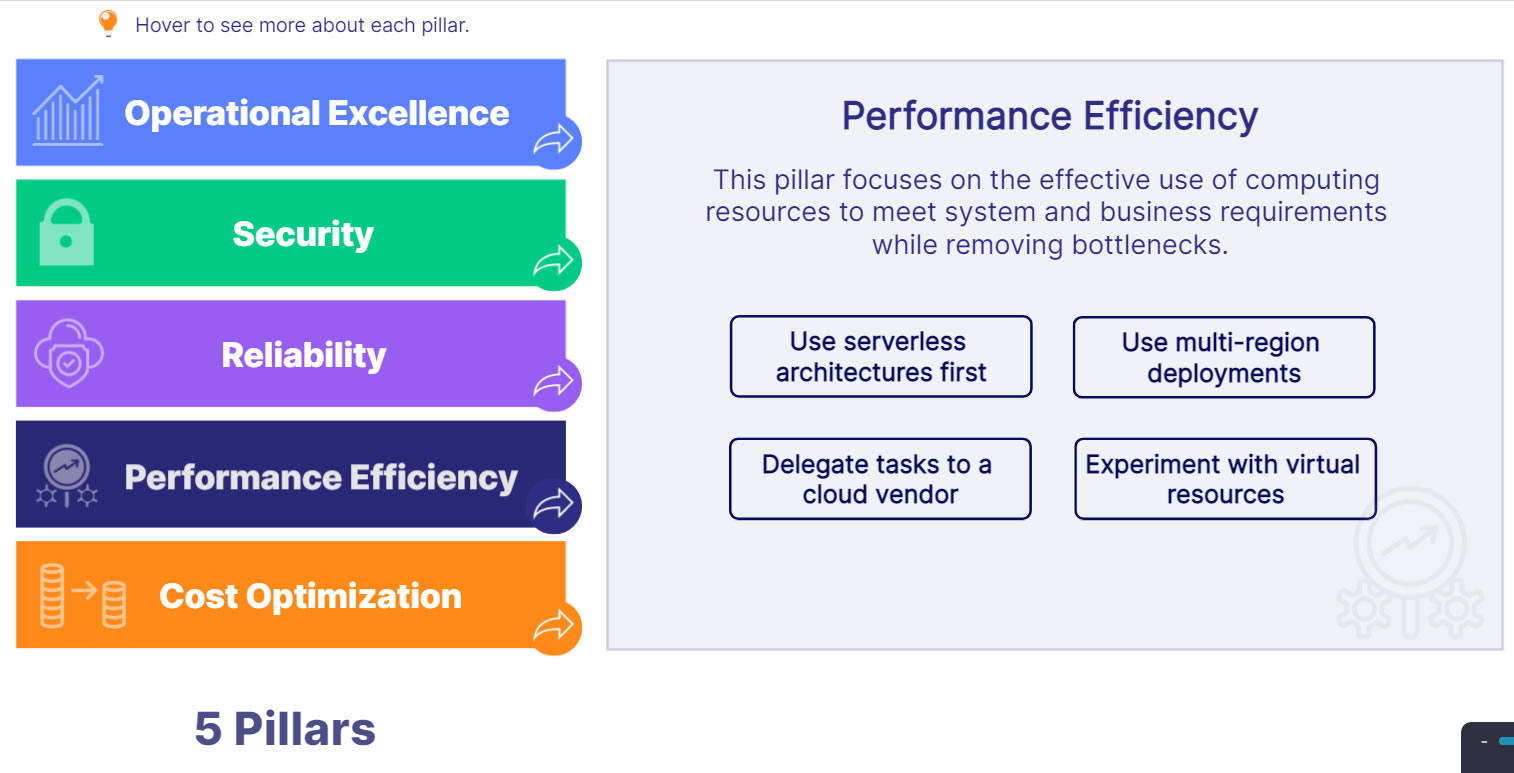 Hover to see more about each pillar.
Operational Excellence
Security
Reliability
Performance Efficiency
Cost Optimization
5 Pillars
Performance Efficiency
This pillar focuses on the effective use of computing
resources to meet system and business requirements
while removing bottlenecks.
Use serverless
architectures first
Use multi-region
deployments
Delegate tasks to a
cloud vendor
Experiment with virtual
resources